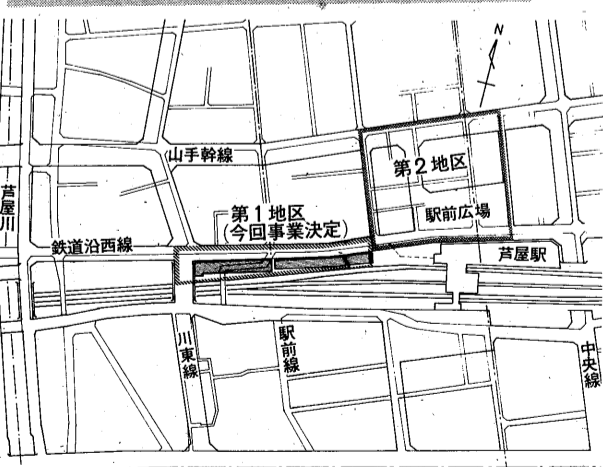 N
山手幹線
第2地区
駅前広場
芦屋川
第1地区
(今回事業決定)
鉄道沿西線
芦屋駅
川東線
駅前線
中央線